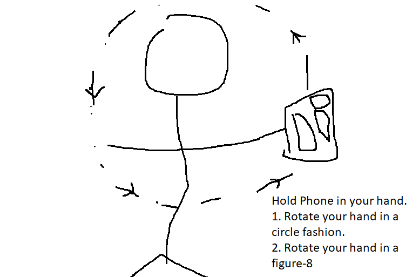 Hold Phone in your hand.
1. Rotate your hand in a
circle fashion.
2. Rotate your hand in a
figure-8